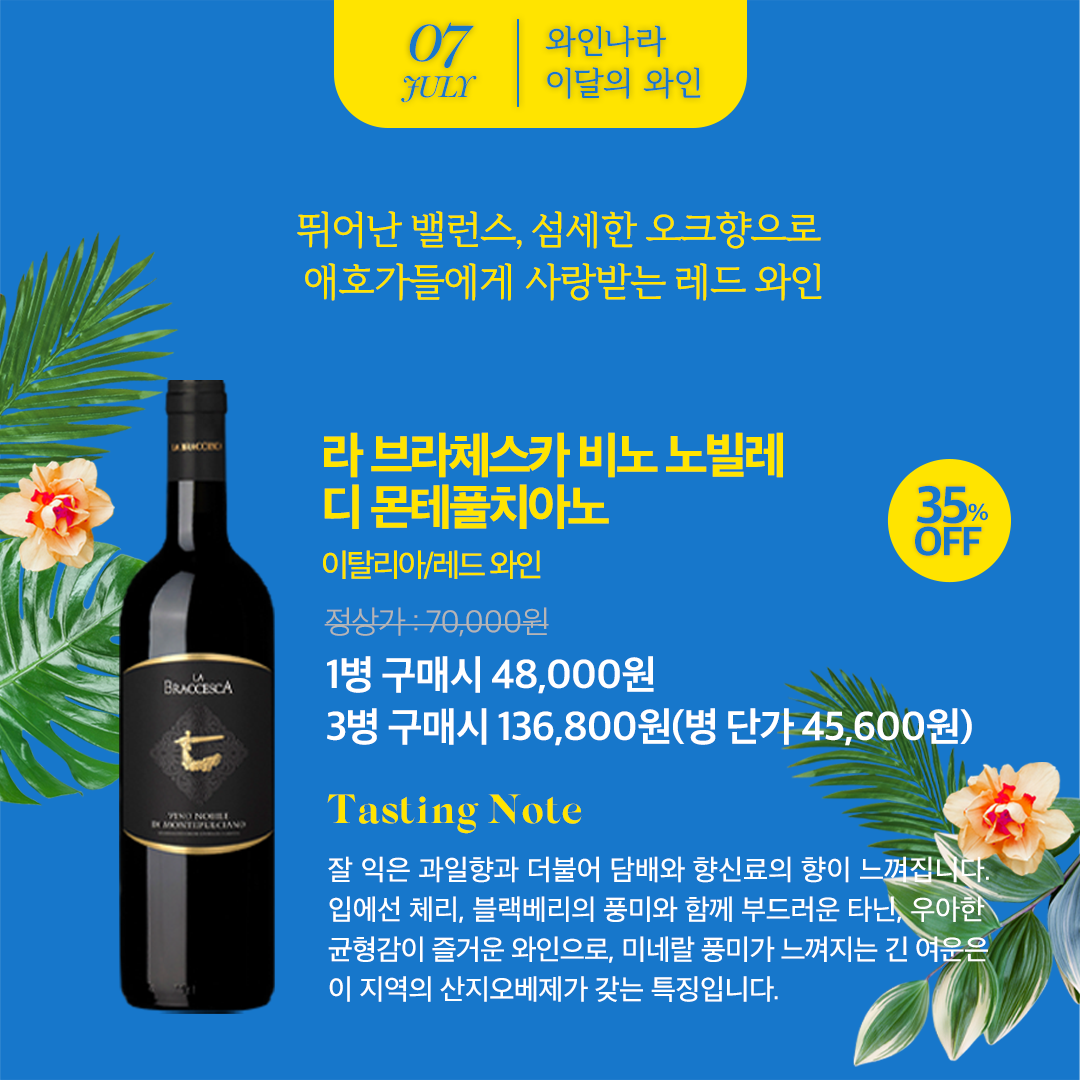 07
JULY
와인나라
이달의 와인
뛰어난 밸런스, 섬세한 오크향으로
애호가들에게 사랑받는 레드 와인
라 브라체스카 비노 노빌레
디 몬테풀치아노
이탈리아/레드 와인
35%
OFF
정상가 : 70,000원
1병 구매시 48,000원
3병 구매시 136,800원(병 단가 45,600원)
Tasting Note
잘 익은 과일향과 더불어 담배와 향신료의 향이 느껴집니다.
입에선 체리, 블랙베리의 풍미와 함께 부드러운 타닌, 우아한
균형감이 즐거운 와인으로, 미네랄 풍미가 느껴지는 긴 여운은
이 지역의 산지오베제가 갖는 특징입니다.
LA BRACCESCA
LA
BRACCESCA
VINO NOBILE
DI MONTEPULCIANO